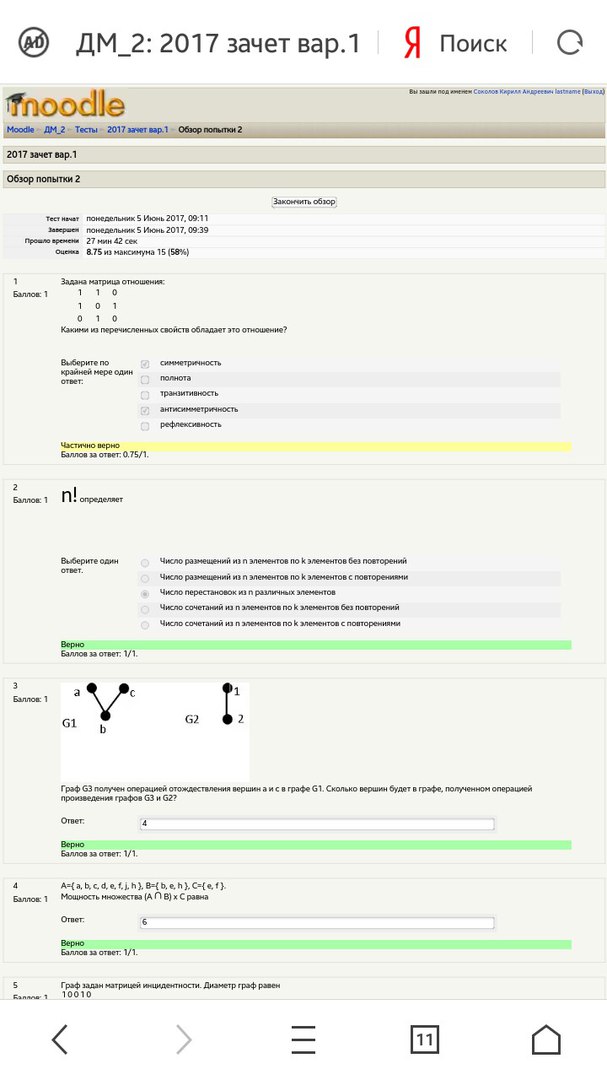 ДМ_2: 2017 зачет вар.1
Я Поиск
moodle
Вы зашли под именем Соколов Кирилл Андреевич lastname (Выход)
Moodle ► ДМ_2 ► Тесты ► 2017 зачет вар.1 ► Обзор попытки 2
2017 зачет вар.1
Обзор попытки 2
Закончить обзор
Тест начат понедельник 5 Июнь 2017, 09:11
Завершен понедельник 5 Июнь 2017, 09:39
Прошло времени 27 мин 42 сек
Оценка 8.75 из максимума 15 (58%)
1
Баллов: 1
Задана матрица отношения:
1 1 0
1 0 1
0 1 0
Какими из перечисленных свойств обладает это отношение?
Выберите по
крайней мере один
ответ:
симметричность
полнота
транзитивность
антисимметричность
рефлексивность
Частично верно
Баллов за ответ: 0.75/1.
2
Баллов: 1
n! определяет
Выберите один
ответ.
Число размещений из n элементов по k элементов без повторений
Число размещений из n элементов по k элементов с повторениями
Число перестановок из n различных элементов
Число сочетаний из n элементов по k элементов без повторений
Число сочетаний из n элементов по k элементов с повторениями
Верно
Баллов за ответ: 1/1.
3
Баллов: 1
a c 1
G1 G2 2
b
Граф G3 получен операцией отождествления вершин a и c в графе G1. Сколько вершин будет в графе, полученном операцией
произведения графов G3 и G2?
Ответ: 4
Верно
Баллов за ответ: 1/1.
4
Баллов: 1
A={ a, b, c, d, e, f, j, h }, B={ b, e, h }, C={ e, f }.
Мощность множества (A ∩ B) x C равна
Ответ: 6
Верно
Баллов за ответ: 1/1.
5
Баллов: 1
Граф задан матрицей инцидентности. Диаметр граф равен
1 0 0 1 0
11